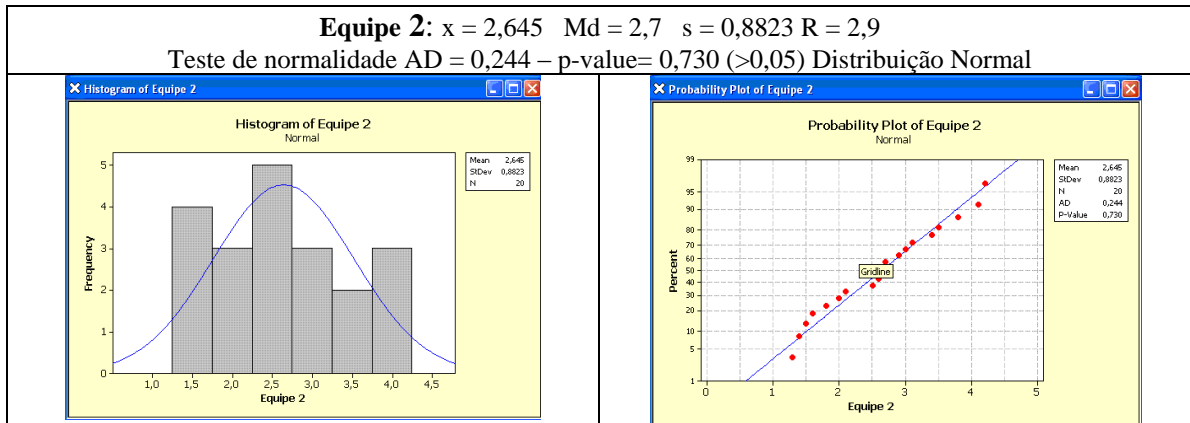 Equipe 2: x = 2,645 Md = 2,7 s = 0,8823 R = 2,9
Teste de normalidade AD = 0,244 – p-value= 0,730 (>0,05) Distribuição Normal
Histogram of Equipe 2
Histogram of Equipe 2
Normal
Mean 2,645
StDev 0,8823
N 20
Frequency
5
4
3
2
1
0
1,0 1,5 2,0 2,5 3,0 3,5 4,0 4,5
Equipe 2
Probability Plot of Equipe 2
Probability Plot of Equipe 2
Normal
Mean 2,645
StDev 0,8823
N 20
AD 0,244
P-Value 0,730
Percent
99
95
90
80
70
60
50
40
30
20
10
5
1
Gridline
0 1 2 3 4 5
Equipe 2